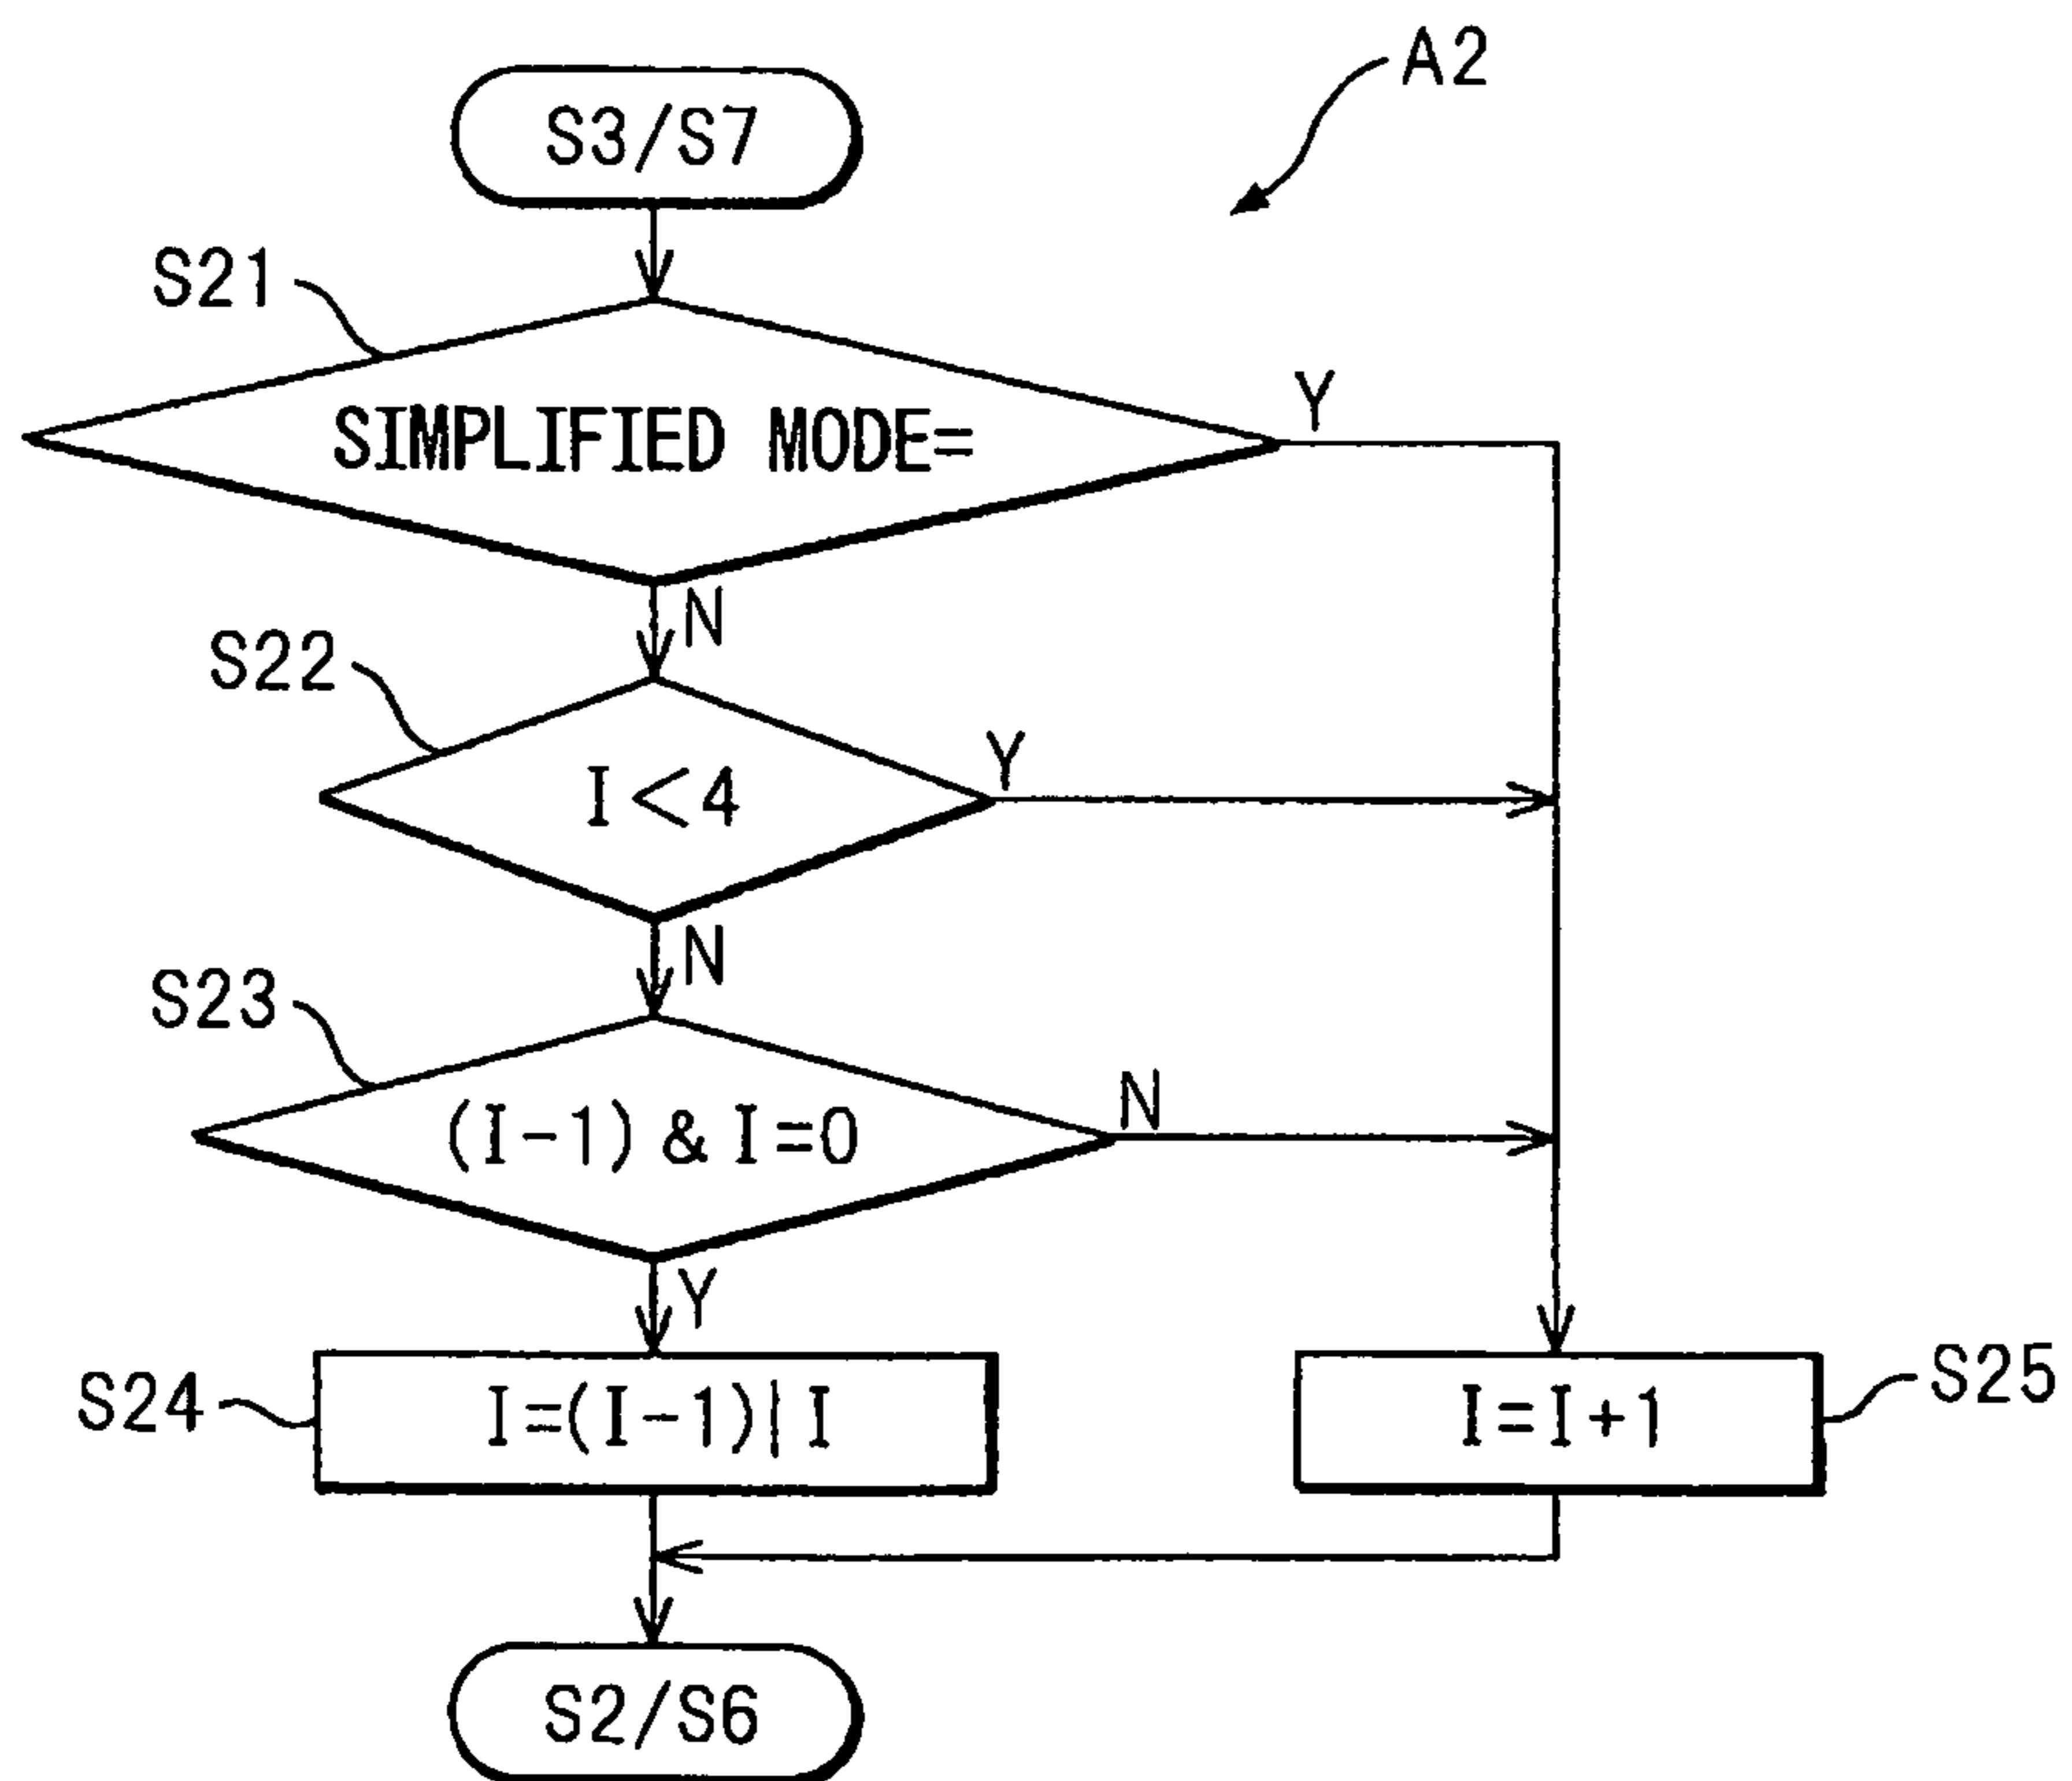 A2
S3/S7
S21
SIMPLIFIED MODE=
Y
N
S22
I<4
Y
N
S23
(I-1)&I=0
N
Y
S24
I=(I-1)|I
I=I+1
S25
S2/S6